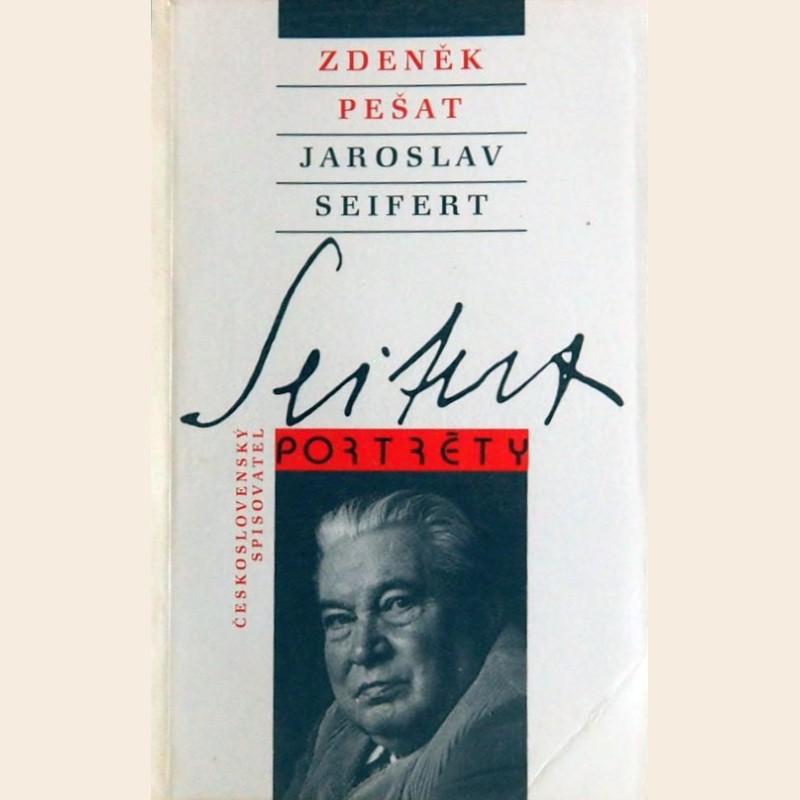 ZDENĚK
PEŠAT
JAROSLAV
SEIFERT
Seifert
PORTRÉTY
ČESKOSLOVENSKÝ
SPISOVATEL